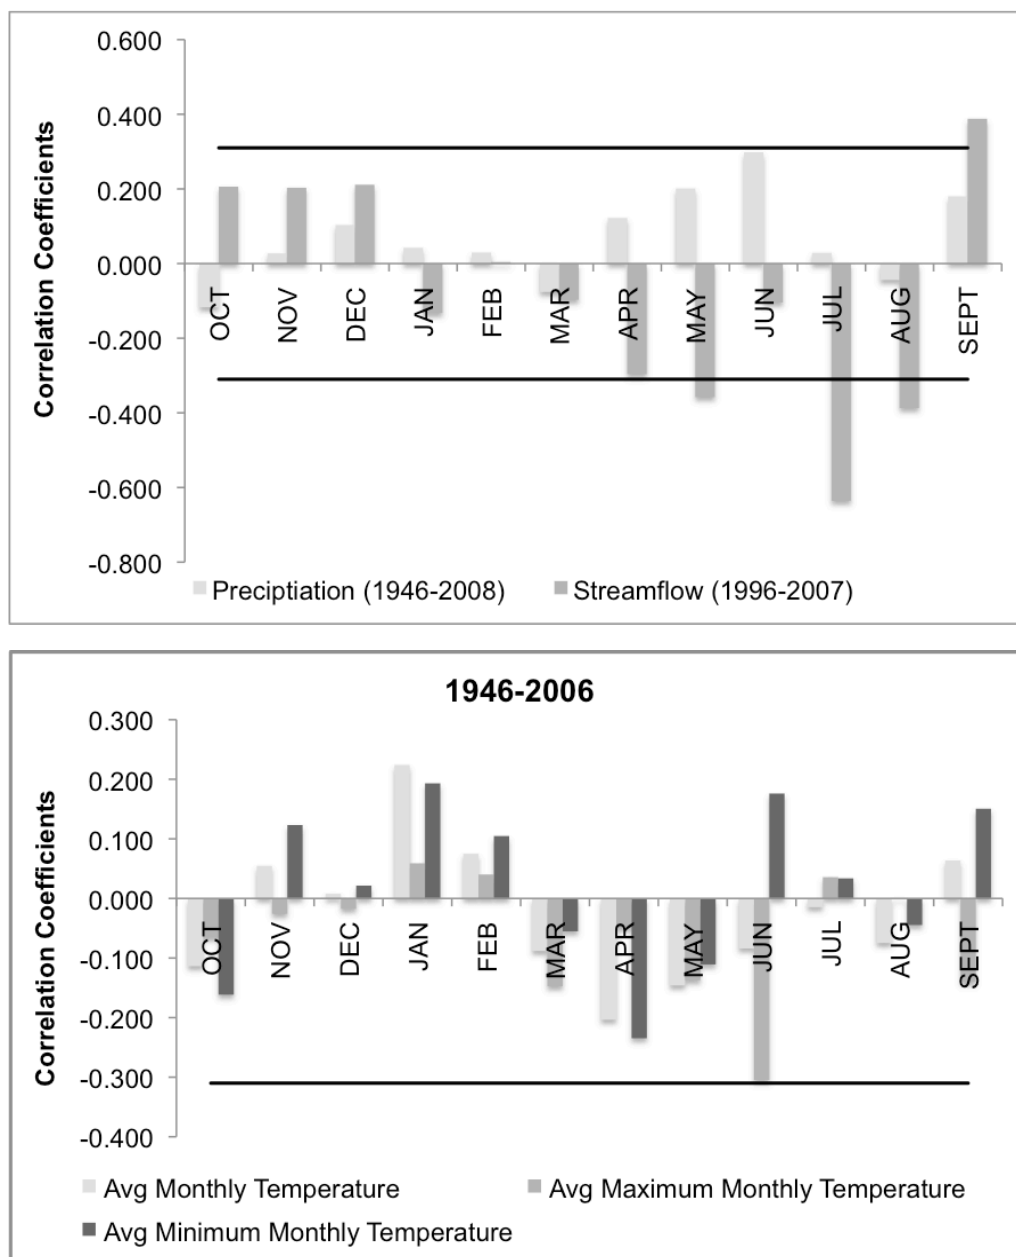 0.600
0.400
0.200
0.000
-0.200
-0.400
-0.600
-0.800
Correlation Coefficients
OCT NOV DEC JAN FEB MAR APR MAY JUN JUL AUG SEPT
Preciptiation (1946-2008) Streamflow (1996-2007)
1946-2006
0.300
0.200
0.100
0.000
-0.100
-0.200
-0.300
-0.400
Correlation Coefficients
OCT NOV DEC JAN FEB MAR APR MAY JUN JUL AUG SEPT
Avg Monthly Temperature Avg Maximum Monthly Temperature
Avg Minimum Monthly Temperature